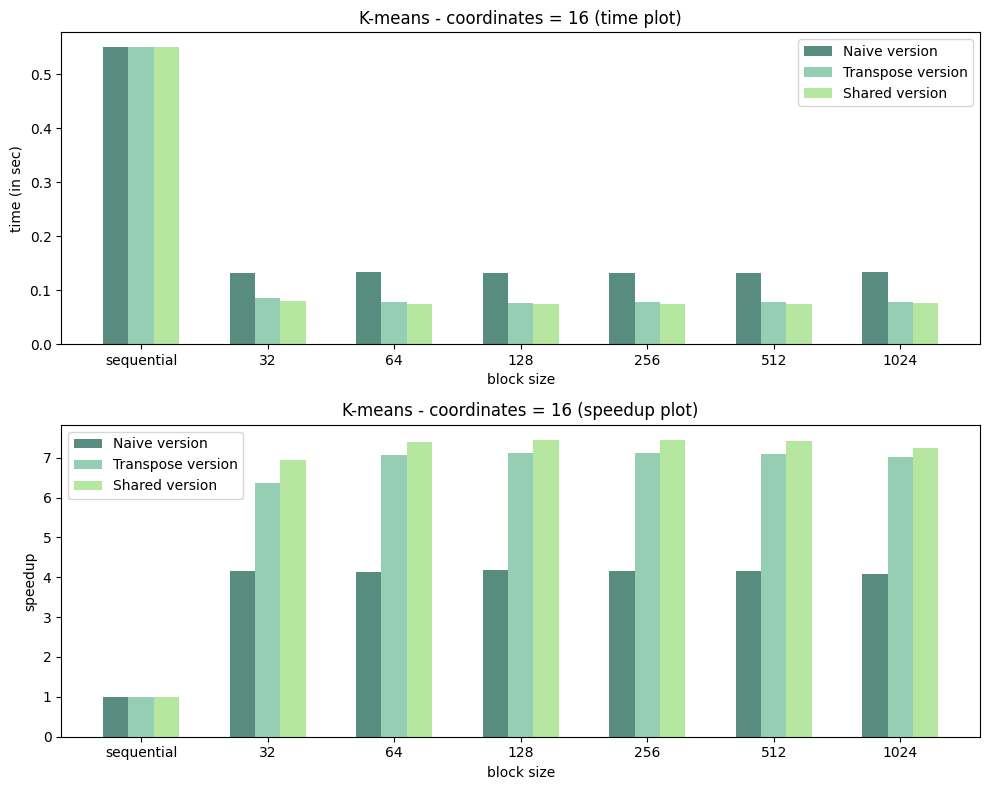 K-means - coordinates = 16 (time plot)
Naive version
Transpose version
Shared version
time (in sec)
0.5
0.4
0.3
0.2
0.1
0.0
sequential 32 64 128 256 512 1024
block size
K-means - coordinates = 16 (speedup plot)
Naive version
Transpose version
Shared version
speedup
7
6
5
4
3
2
1
0
sequential 32 64 128 256 512 1024
block size